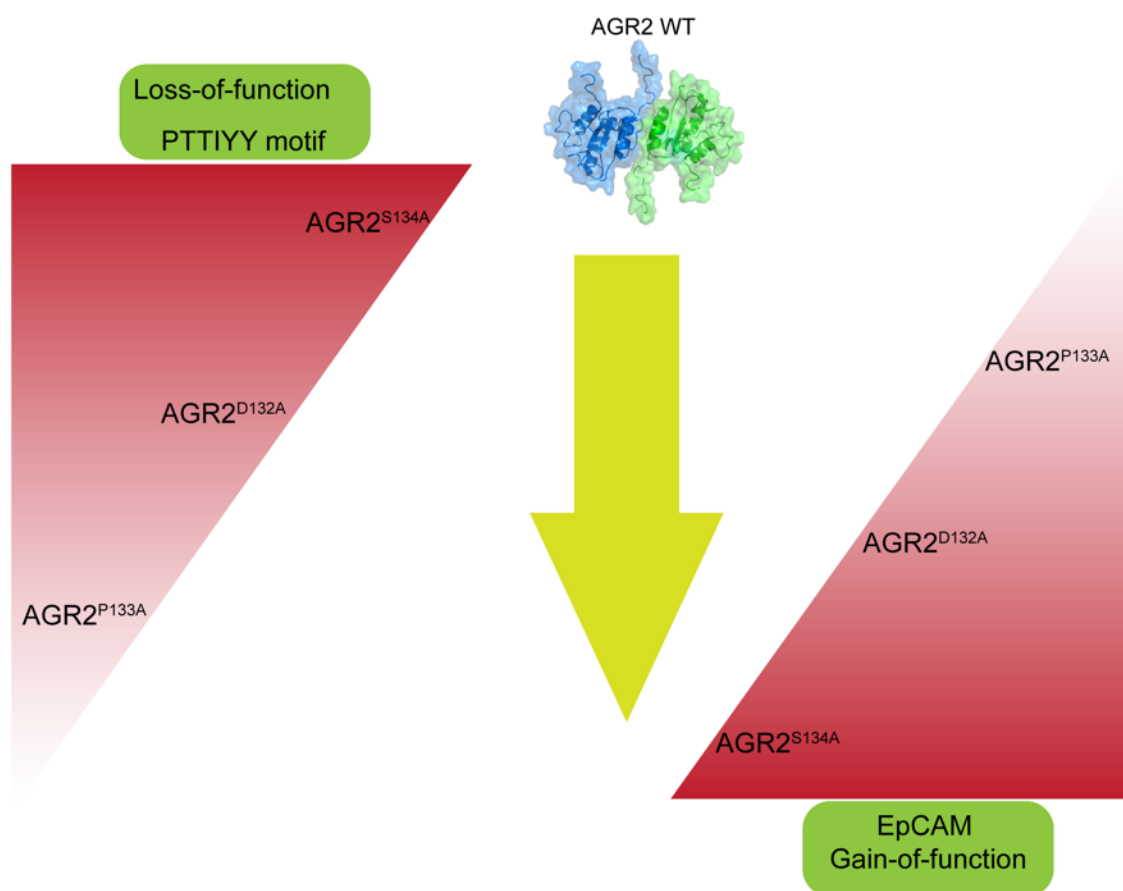 AGR2 WT
Loss-of-function
PTTIYY motif
AGR2S134A
AGR2D132A
AGR2P133A
AGR2P133A
AGR2D132A
AGR2S134A
EpCAM
Gain-of-function